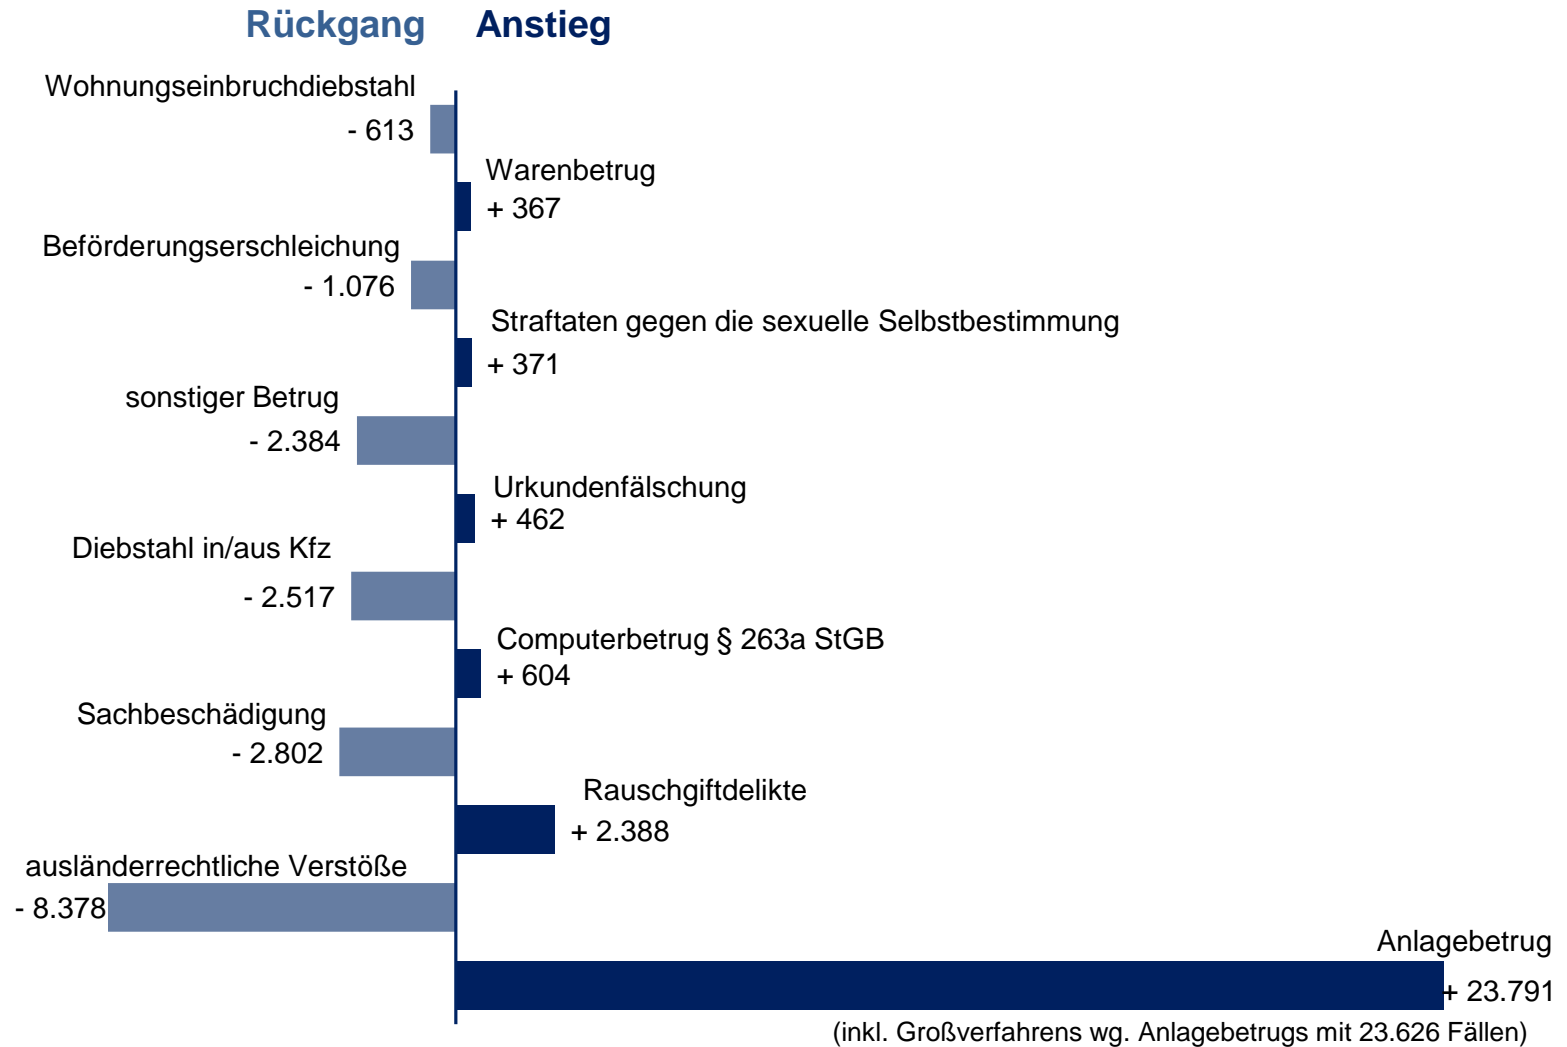 Rückgang Anstieg
Wohnungseinbruchdiebstahl
- 613
Warenbetrug
+ 367
Beförderungserschleichung
- 1.076
Straftaten gegen die sexuelle Selbstbestimmung
+ 371
sonstiger Betrug
- 2.384
Urkundenfälschung
+ 462
Diebstahl in/aus Kfz
- 2.517
Computerbetrug § 263a StGB
+ 604
Sachbeschädigung
- 2.802
Rauschgiftdelikte
+ 2.388
ausländerrechtliche Verstöße
- 8.378
Anlagebetrug
+ 23.791
(inkl. Großverfahrens wg. Anlagebetrugs mit 23.626 Fällen)